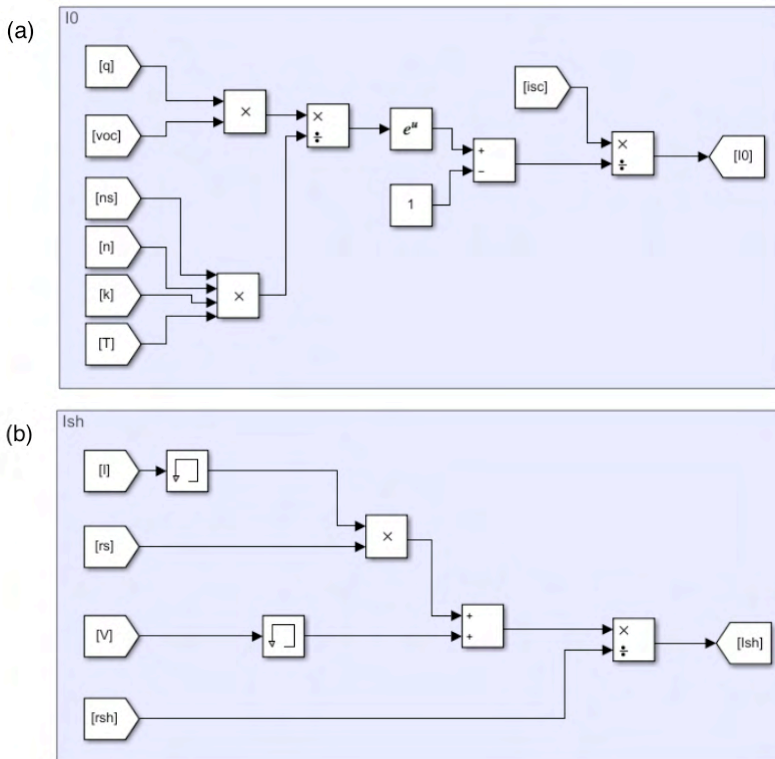 (a)
I0
[q]
[voc]
×
×
÷
e^u
[isc]
+
−
1
×
÷
[I0]
[ns]
[n]
[k]
[T]
×
(b)
Ish
[I]
[rs]
×
[V]
+
+
×
÷
[Ish]
[rsh]